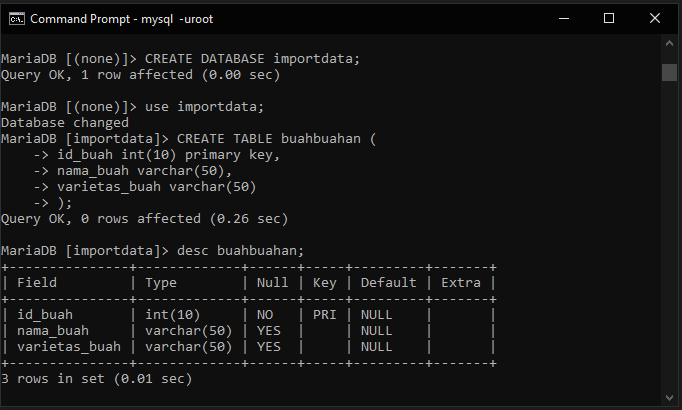 Command Prompt - mysql -uroot
MariaDB [(none)]> CREATE DATABASE importdata;
Query OK, 1 row affected (0.00 sec)
MariaDB [(none)]> use importdata;
Database changed
MariaDB [importdata]> CREATE TABLE buahbuahan (
    -> id_buah int(10) primary key,
    -> nama_buah varchar(50),
    -> varietas_buah varchar(50)
    -> );
Query OK, 0 rows affected (0.26 sec)
MariaDB [importdata]> desc buahbuahan;
+---------------+-------------+------+-----+---------+-------+
| Field         | Type        | Null | Key | Default | Extra |
+---------------+-------------+------+-----+---------+-------+
| id_buah       | int(10)     | NO   | PRI | NULL    |       |
| nama_buah     | varchar(50) | YES  |     | NULL    |       |
| varietas_buah | varchar(50) | YES  |     | NULL    |       |
+---------------+-------------+------+-----+---------+-------+
3 rows in set (0.01 sec)